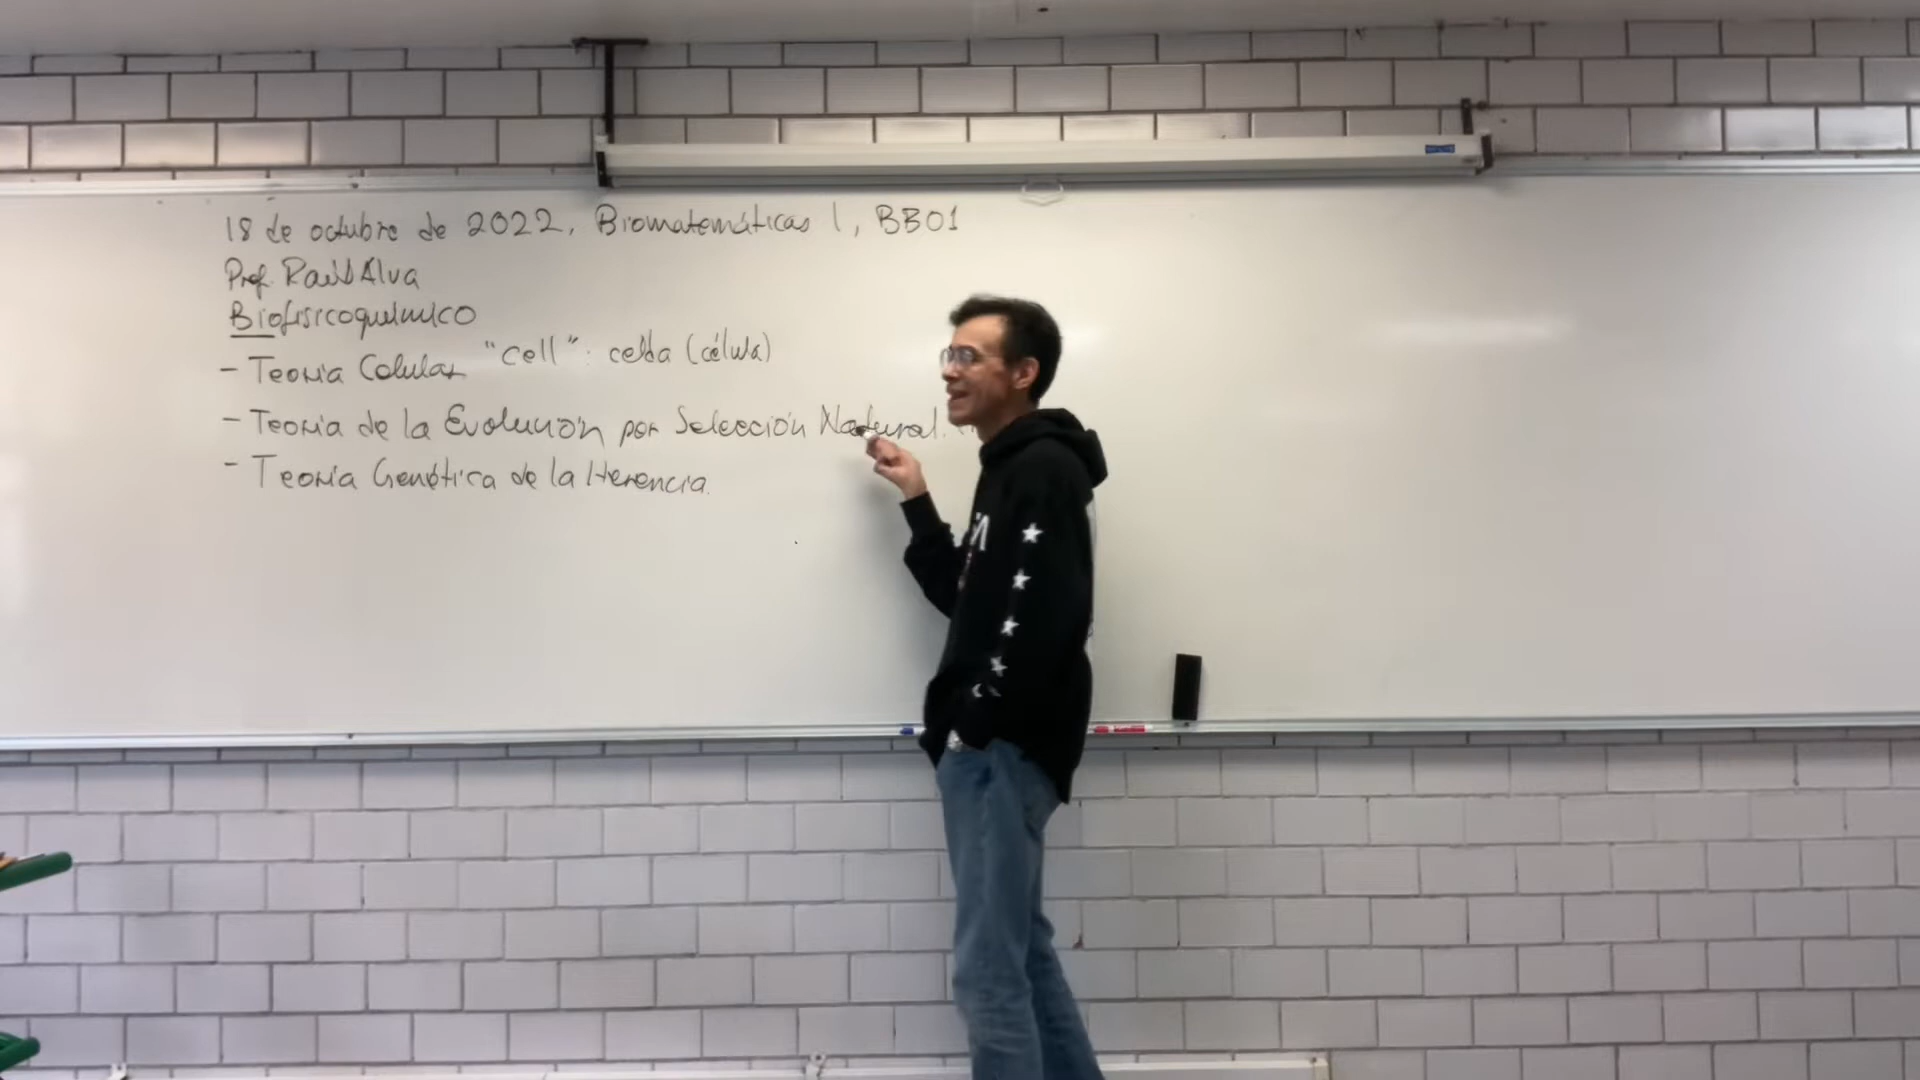 18 de octubre de 2022, Biomatemáticas 1, BB01
Prof. Raúl Alva
Biofisicoquímico
- Teoría Celular "cell": celda (célula)
- Teoría de la Evolución por Selección Natural.
- Teoría Genética de la Herencia.